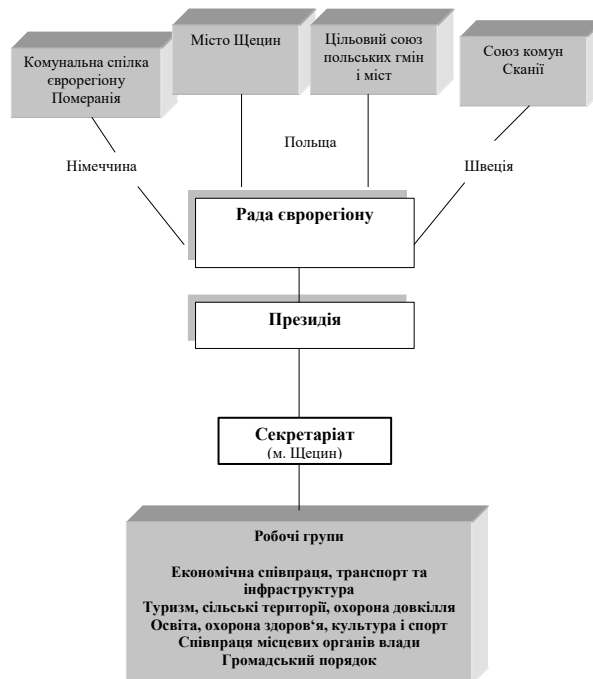 Комунальна спілка
єврорегіону
Померанія
Місто Щецин
Цільовий союз
польських гмін
і міст
Союз комун
Сканії
Німеччина
Польща
Швеція
Рада єврорегіону
Президія
Секретаріат
(м. Щецин)
Робочі групи
Економічна співпраця, транспорт та
інфраструктура
Туризм, сільські території, охорона довкілля
Освіта, охорона здоров‘я, культура і спорт
Співпраця місцевих органів влади
Громадський порядок